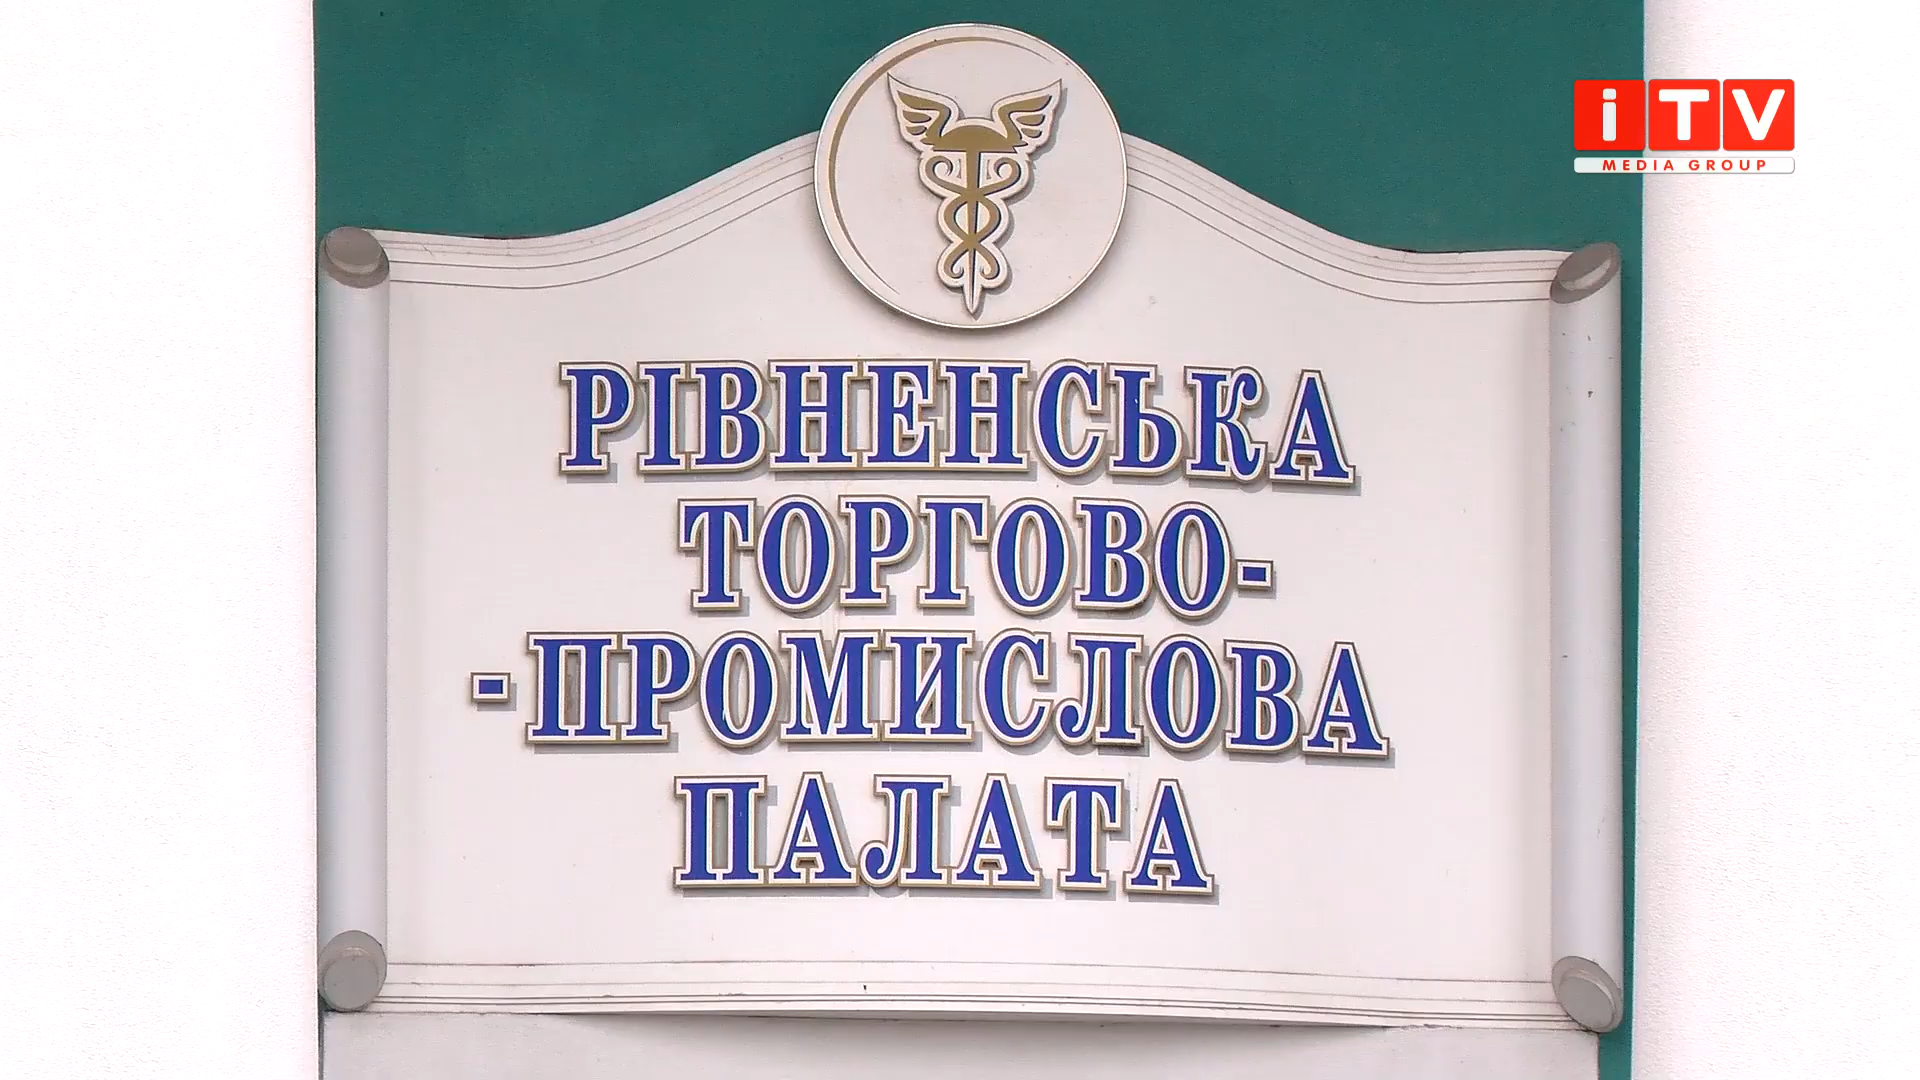 iTV
MEDIA GROUP
РІВНЕНСЬКА
ТОРГОВО-
-ПРОМИСЛОВА
ПАЛАТА